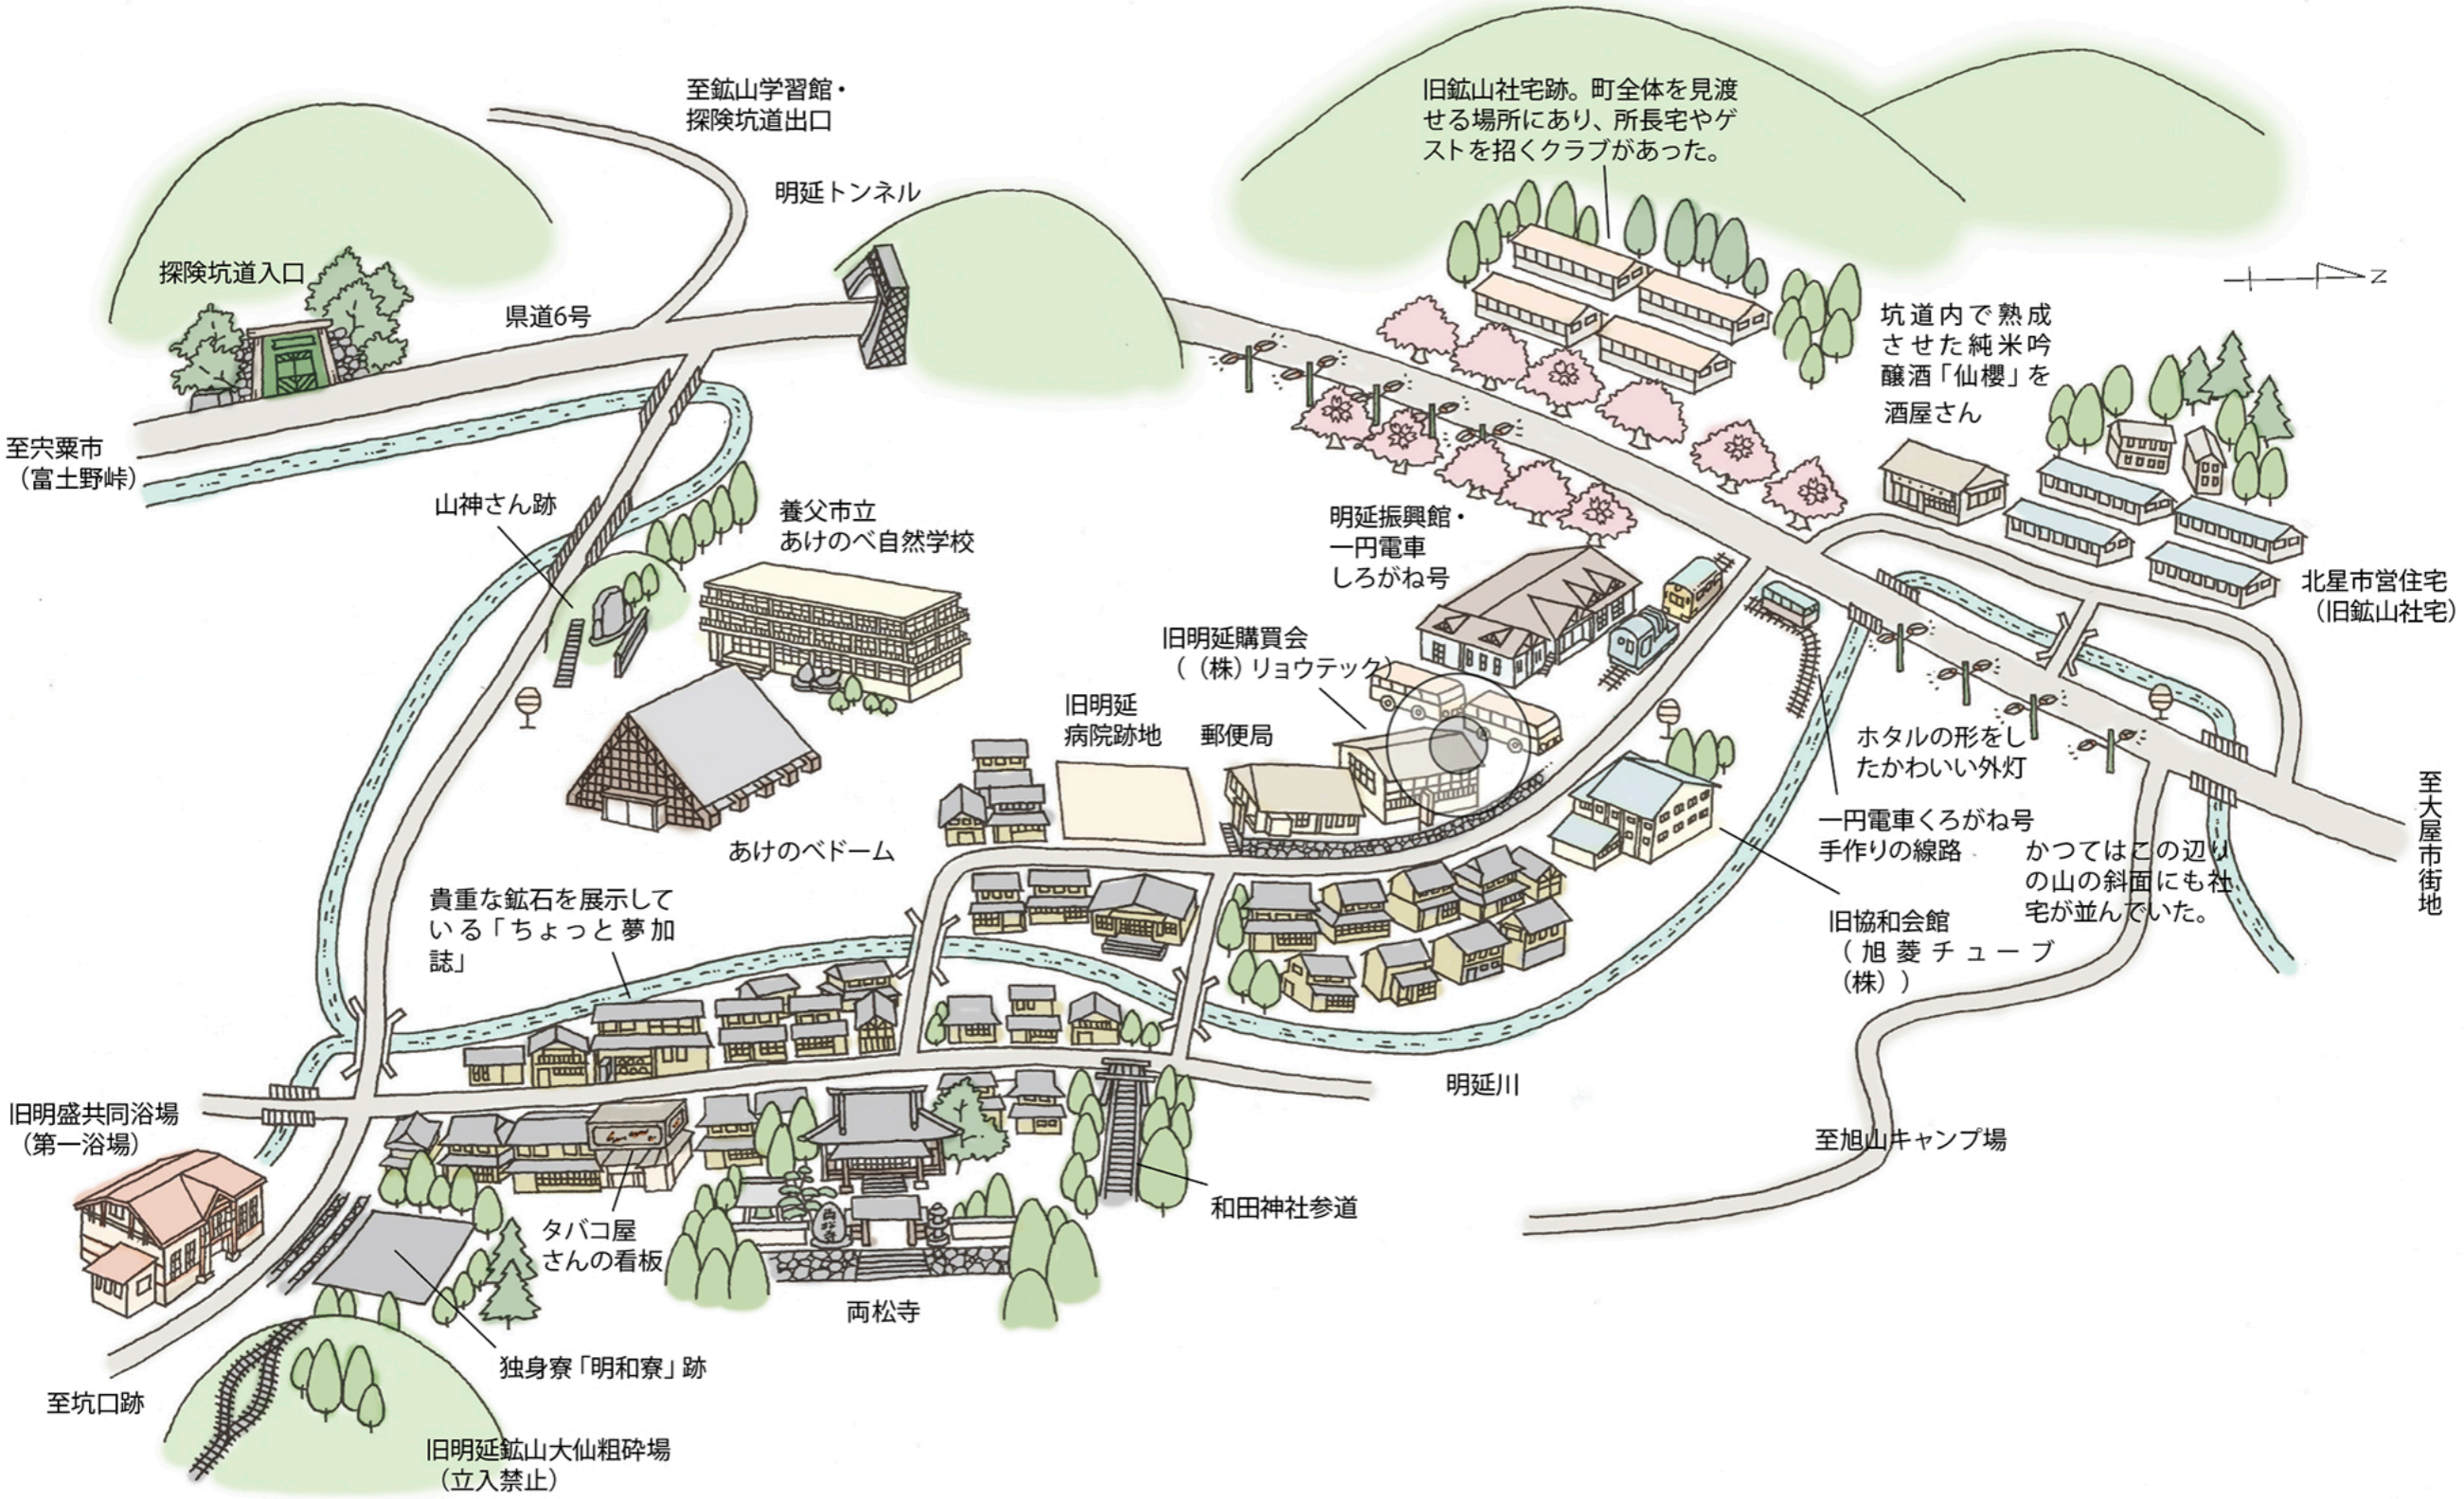 至鉱山学習館・
探険坑道出口
明延トンネル
旧鉱山社宅跡。町全体を見渡
せる場所にあり、所長宅やゲ
ストを招くクラブがあった。
探険坑道入口
県道6号
N
坑道内で熟成
させた純米吟
醸酒「仙櫻」を
酒屋さん
至宍粟市
（富土野峠）
山神さん跡
養父市立
あけのべ自然学校
明延振興館・
一円電車
しろがね号
北星市営住宅
（旧鉱山社宅）
旧明延購買会
（（株）リョウテック）
旧明延
病院跡地
郵便局
ホタルの形をし
たかわいい外灯
一円電車くろがね号
手作りの線路
至大屋市街地
かつてはこの辺り
の山の斜面にも社
宅が並んでいた。
あけのべドーム
貴重な鉱石を展示して
いる「ちょっと夢加
誌」
旧協和会館
（旭菱チューブ
（株））
明延川
旧明盛共同浴場
（第一浴場）
至旭山キャンプ場
和田神社参道
タバコ屋
さんの看板
両松寺
両松寺
独身寮「明和寮」跡
至坑口跡
旧明延鉱山大仙粗砕場
（立入禁止）